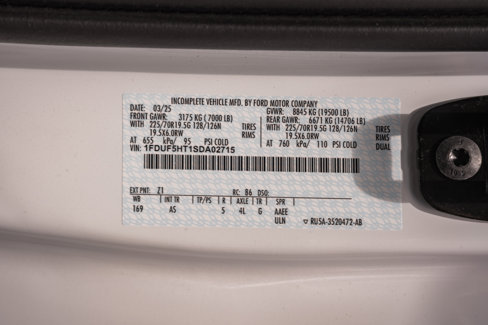 INCOMPLETE VEHICLE MFD. BY FORD MOTOR COMPANY
DATE: 03/25 GVWR: 8845 KG (19500 LB)
FRONT GAWR: 3175 KG (7000 LB) REAR GAWR: 6671 KG (14706 LB)
WITH 225/70R19.5G 128/126N TIRES WITH 225/70R19.5G 128/126N TIRES
19.5X6.0RW RIMS 19.5X6.0RW RIMS
AT 655 kPa/ 95 PSI COLD AT 760 kPa/ 110 PSI COLD DUAL
VIN: 1FDUF5HT1SDA02715
EXT PNT: Z1 RC: 86 DSO:
WB INT TR TP/PS R AXLE TR SPR
169 AS 5 4L G AAEE
ULN ▽ RU5A-3520472-AB